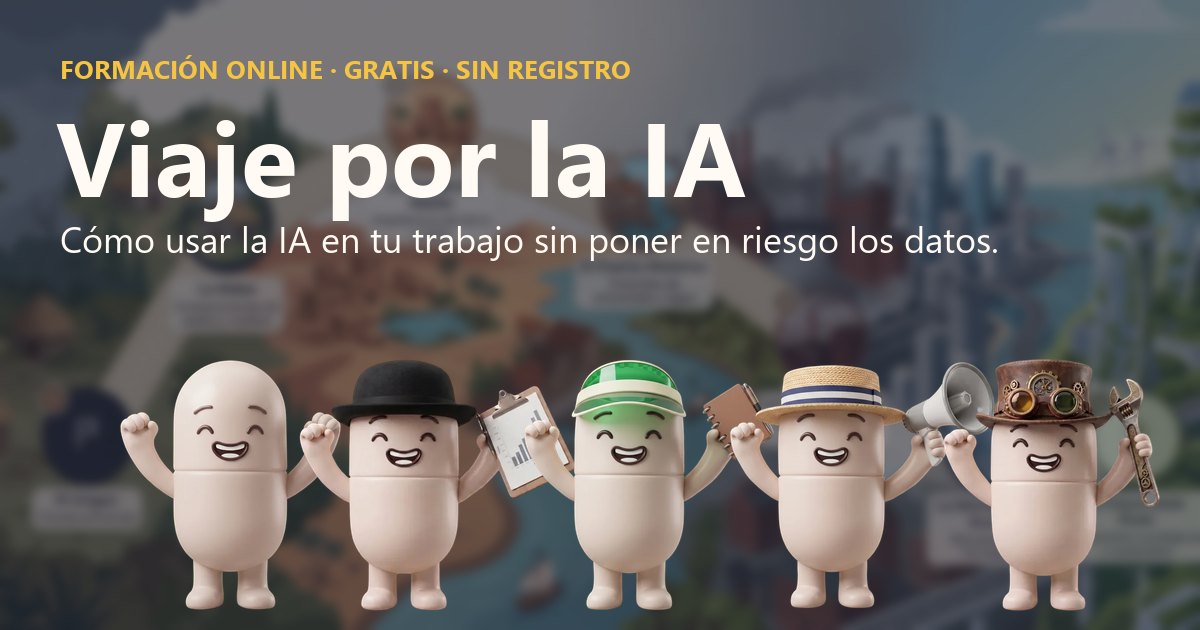 FORMACIÓN ONLINE · GRATIS · SIN REGISTRO
Viaje por la IA
Cómo usar la IA en tu trabajo sin poner en riesgo los datos.